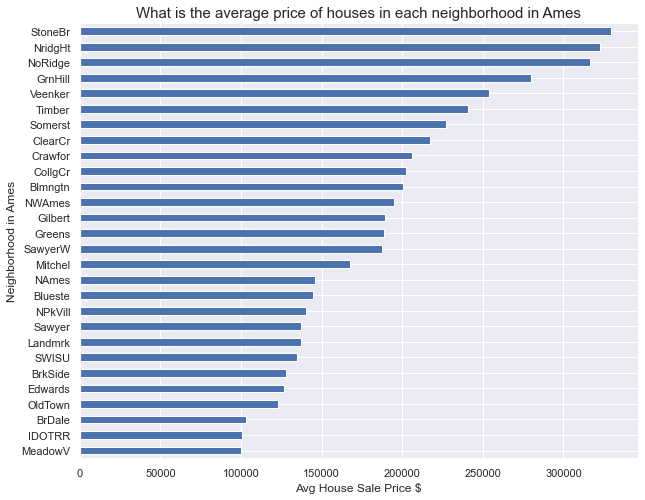 What is the average price of houses in each neighborhood in Ames
StoneBr
NridgHt
NoRidge
GrnHill
Veenker
Timber
Somerst
ClearCr
Crawfor
CollgCr
Blmngtn
NWAmes
Gilbert
Greens
SawyerW
Mitchel
NAmes
Blueste
NPkVill
Sawyer
Landmrk
SWISU
BrkSide
Edwards
OldTown
BrDale
IDOTRR
MeadowV
Neighborhood in Ames
0 50000 100000 150000 200000 250000 300000
Avg House Sale Price $